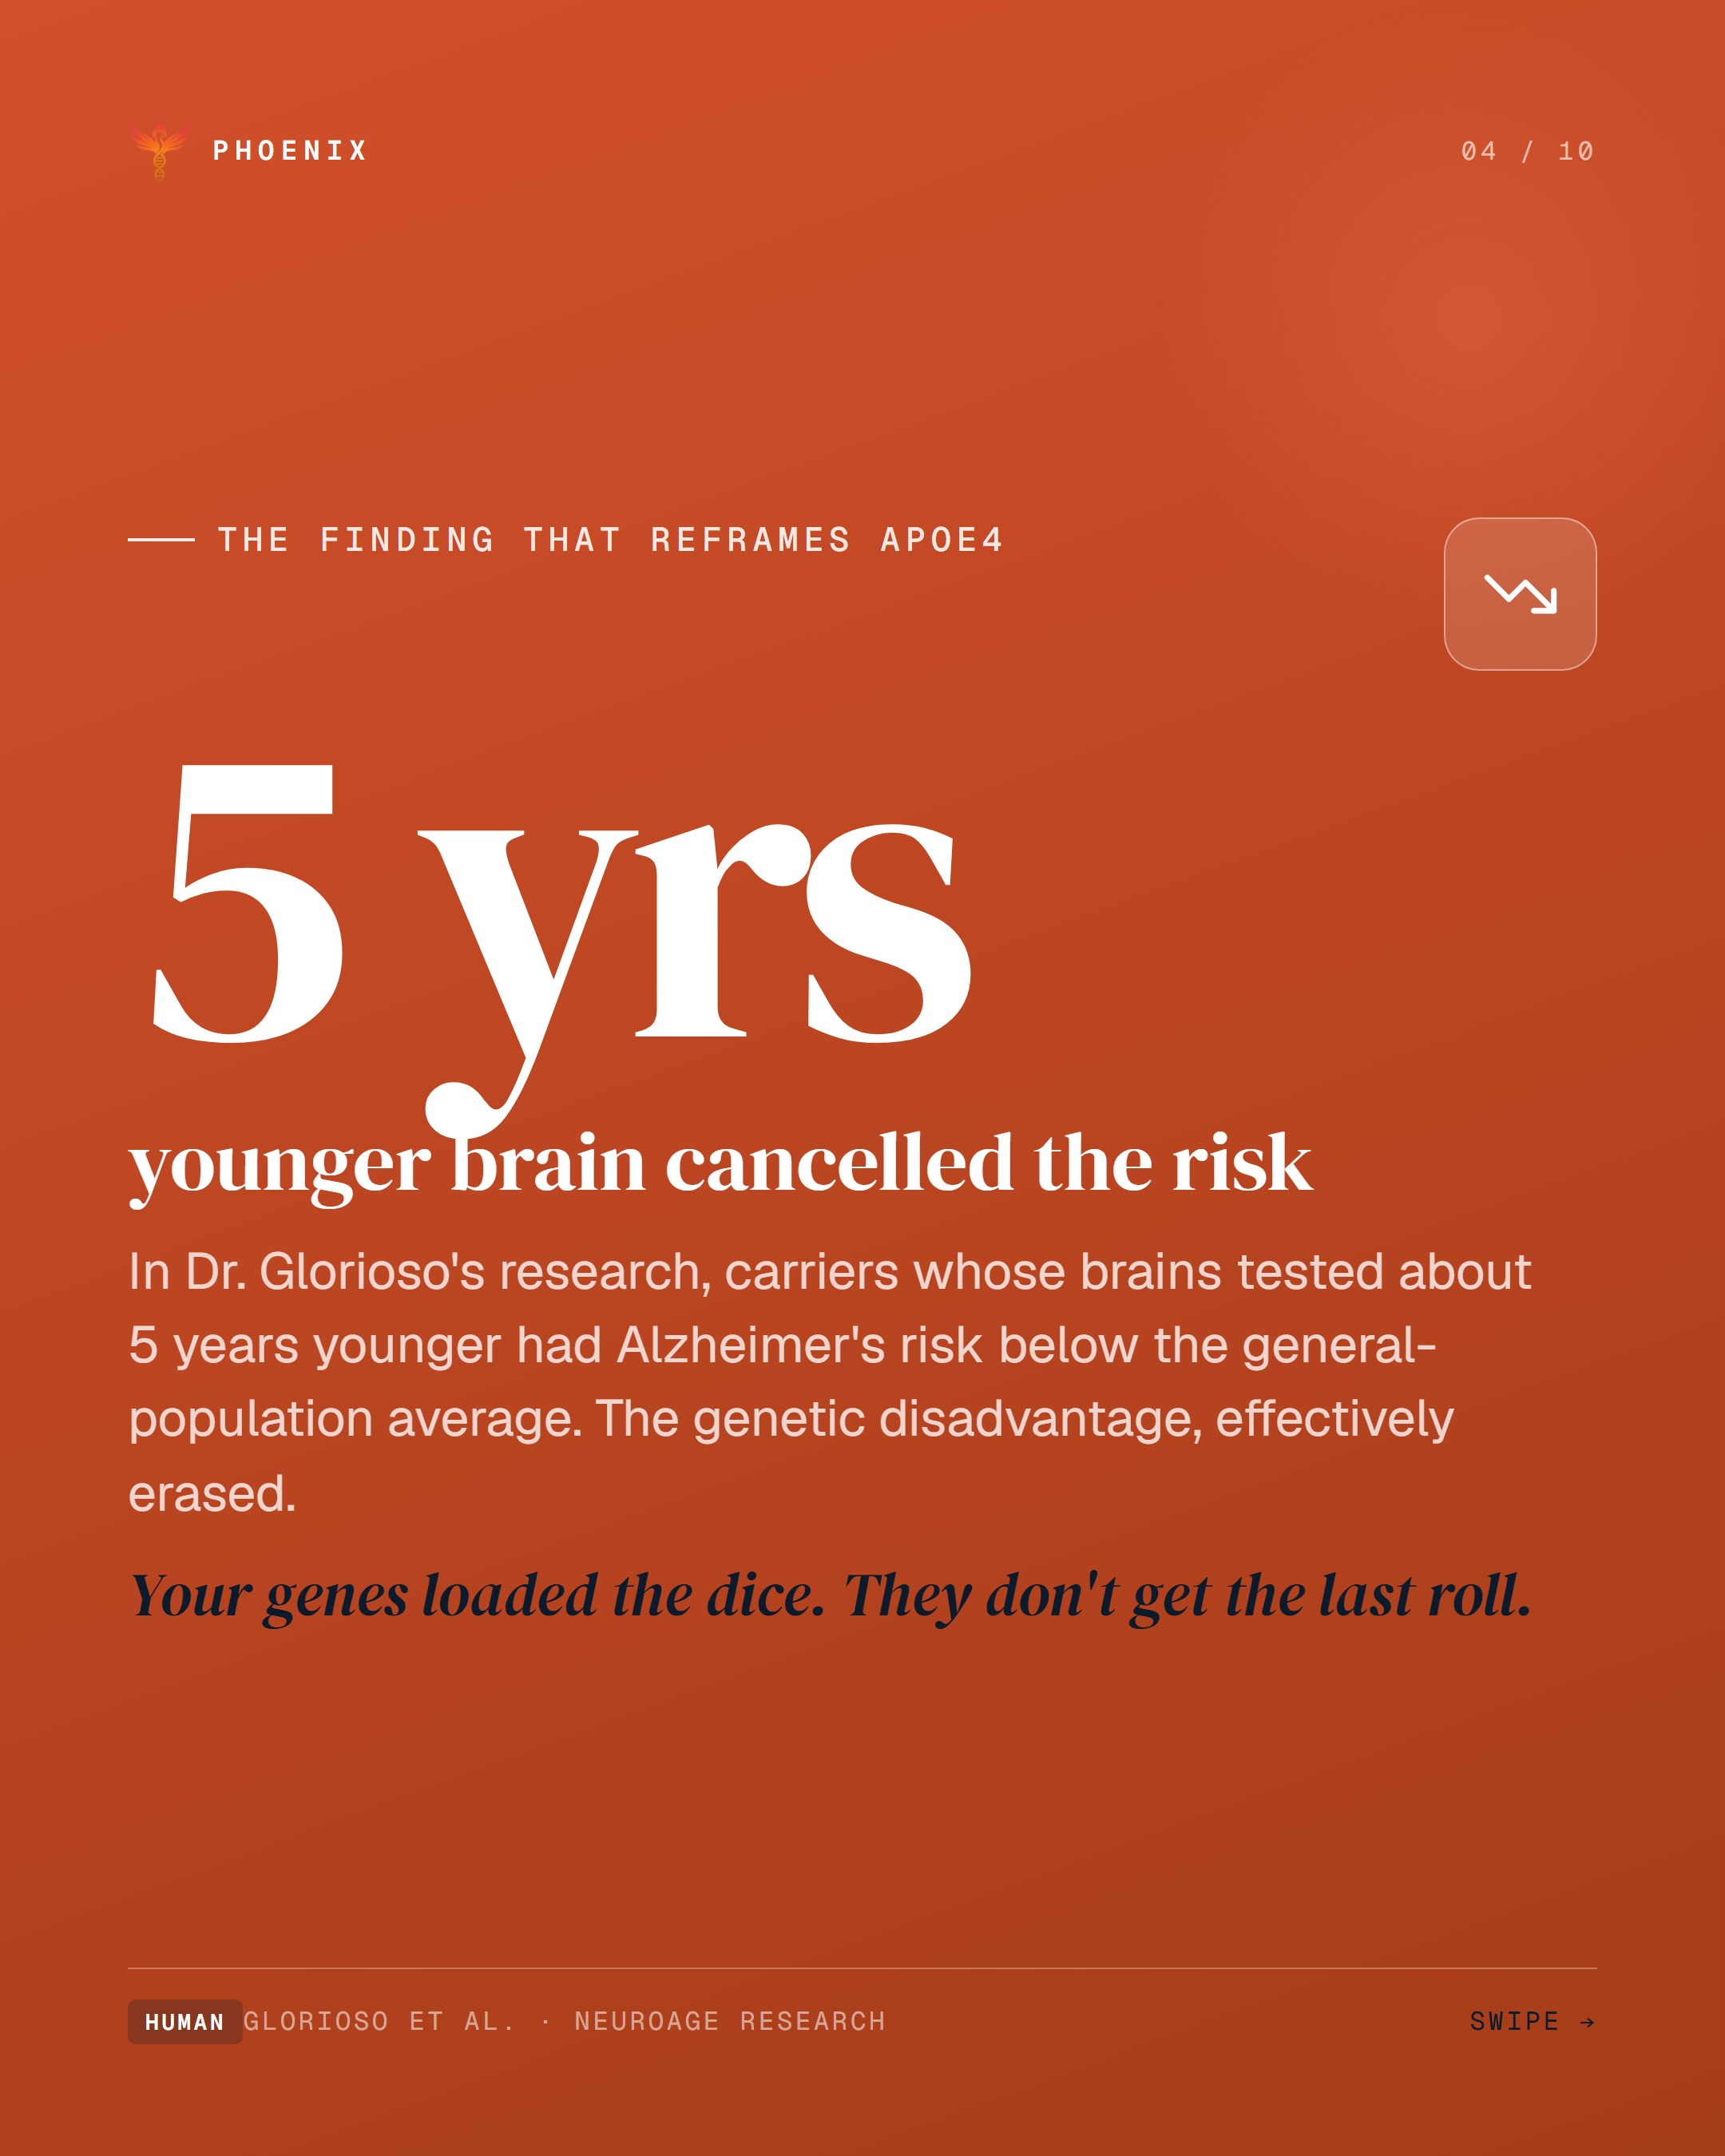 PHOENIX
04 / 10
THE FINDING THAT REFRAMES APOE4
5 yrs
younger brain cancelled the risk
In Dr. Glorioso's research, carriers whose brains tested about
5 years younger had Alzheimer's risk below the general-
population average. The genetic disadvantage, effectively
erased.
Your genes loaded the dice. They don't get the last roll.
HUMAN GLORIOSO ET AL. · NEUROAGE RESEARCH
SWIPE →